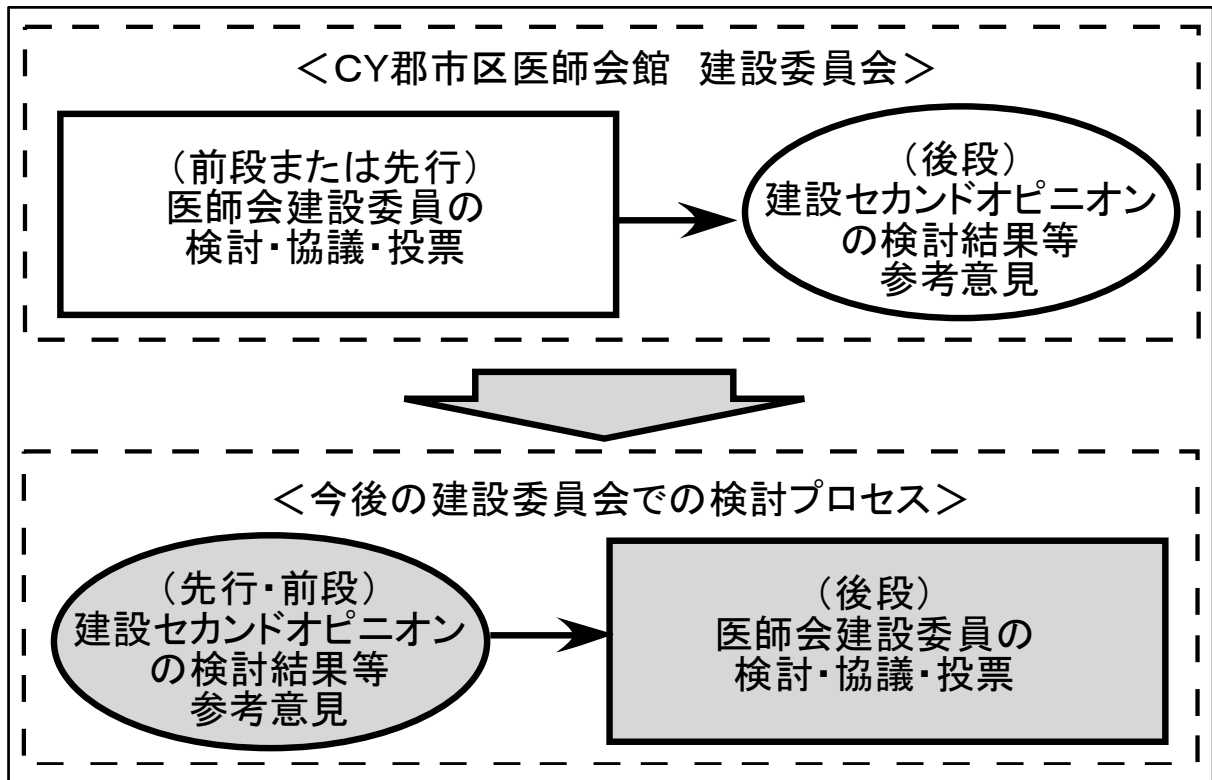 ＜CY郡市区医師会館　建設委員会＞
（前段または先行）
医師会建設委員の
検討・協議・投票
（後段）
建設セカンドオピニオン
の検討結果等
参考意見
＜今後の建設委員会での検討プロセス＞
（先行・前段）
建設セカンドオピニオン
の検討結果等
参考意見
（後段）
医師会建設委員の
検討・協議・投票